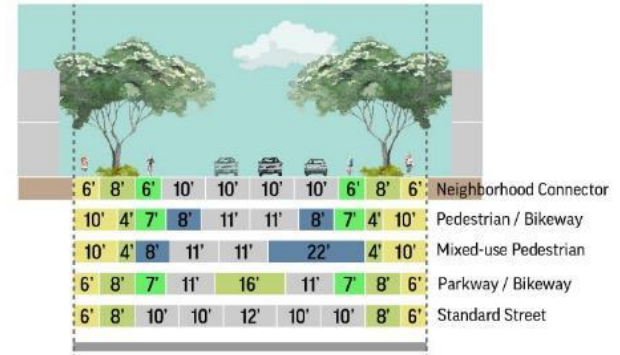 6' 8' 6' 10' 10' 10' 10' 6' 8' 6' Neighborhood Connector
10' 4' 7' 8' 11' 11' 8' 7' 4' 10' Pedestrian / Bikeway
10' 4' 8' 11' 11' 22' 4' 10' Mixed-use Pedestrian
6' 8' 7' 11' 16' 11' 7' 8' 6' Parkway / Bikeway
6' 8' 10' 10' 12' 10' 10' 8' 6' Standard Street